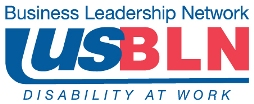 Business Leadership Network
usBLN
DISABILITY AT WORK